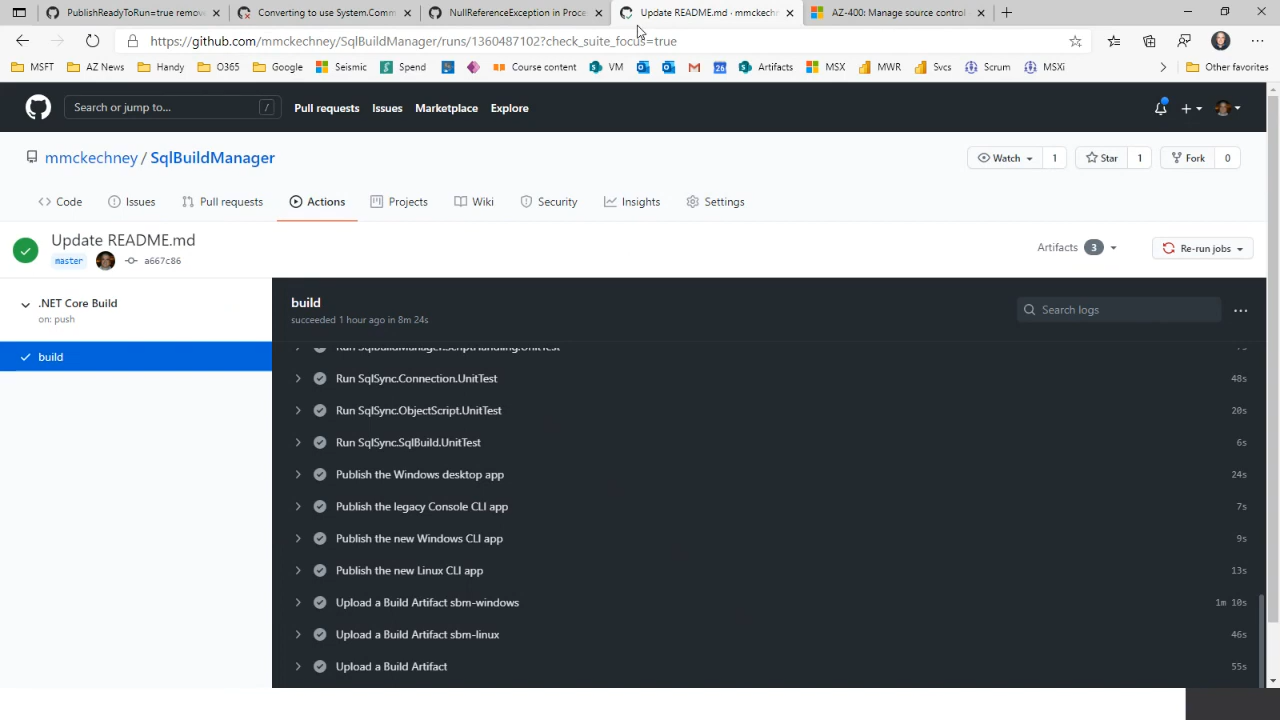 PublishReadyToRun=true remove
Converting to use System.Comm
NullReferenceException in Proce
Update README.md · mmckechn
AZ-400: Manage source control
https://github.com/mmckechney/SqlBuildManager/runs/1360487102?check_suite_focus=true
MSFT
AZ News
Handy
O365
Google
Seismic
Spend
Course content
VM
26
Artifacts
MSX
MWR
Svcs
Scrum
MSXi
Other favorites
Search or jump to...
/
Pull requests
Issues
Marketplace
Explore
mmckechney / SqlBuildManager
Watch
1
Star
1
Fork
0
Code
Issues
Pull requests
Actions
Projects
Wiki
Security
Insights
Settings
Update README.md
master
a667c86
Artifacts 3
Re-run jobs
.NET Core Build
on: push
build
build
succeeded 1 hour ago in 8m 24s
Search logs
Run SqlBuildManager.ScriptHandling.UnitTest
Run SqlSync.Connection.UnitTest 48s
Run SqlSync.ObjectScript.UnitTest 20s
Run SqlSync.SqlBuild.UnitTest 6s
Publish the Windows desktop app 24s
Publish the legacy Console CLI app 7s
Publish the new Windows CLI app 9s
Publish the new Linux CLI app 13s
Upload a Build Artifact sbm-windows 1m 10s
Upload a Build Artifact sbm-linux 46s
Upload a Build Artifact 55s